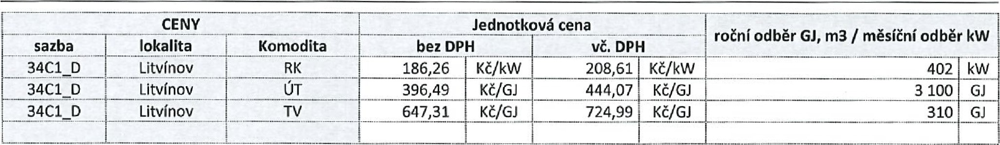 CENY Jednotková cena roční odběr GJ, m3 / měsíční odběr kW
sazba lokalita Komodita bez DPH vč. DPH
34C1_D Litvínov RK 186,26 Kč/kW 208,61 Kč/kW 402 kW
34C1_D Litvínov ÚT 396,49 Kč/GJ 444,07 Kč/GJ 3 100 GJ
34C1_D Litvínov TV 647,31 Kč/GJ 724,99 Kč/GJ 310 GJ